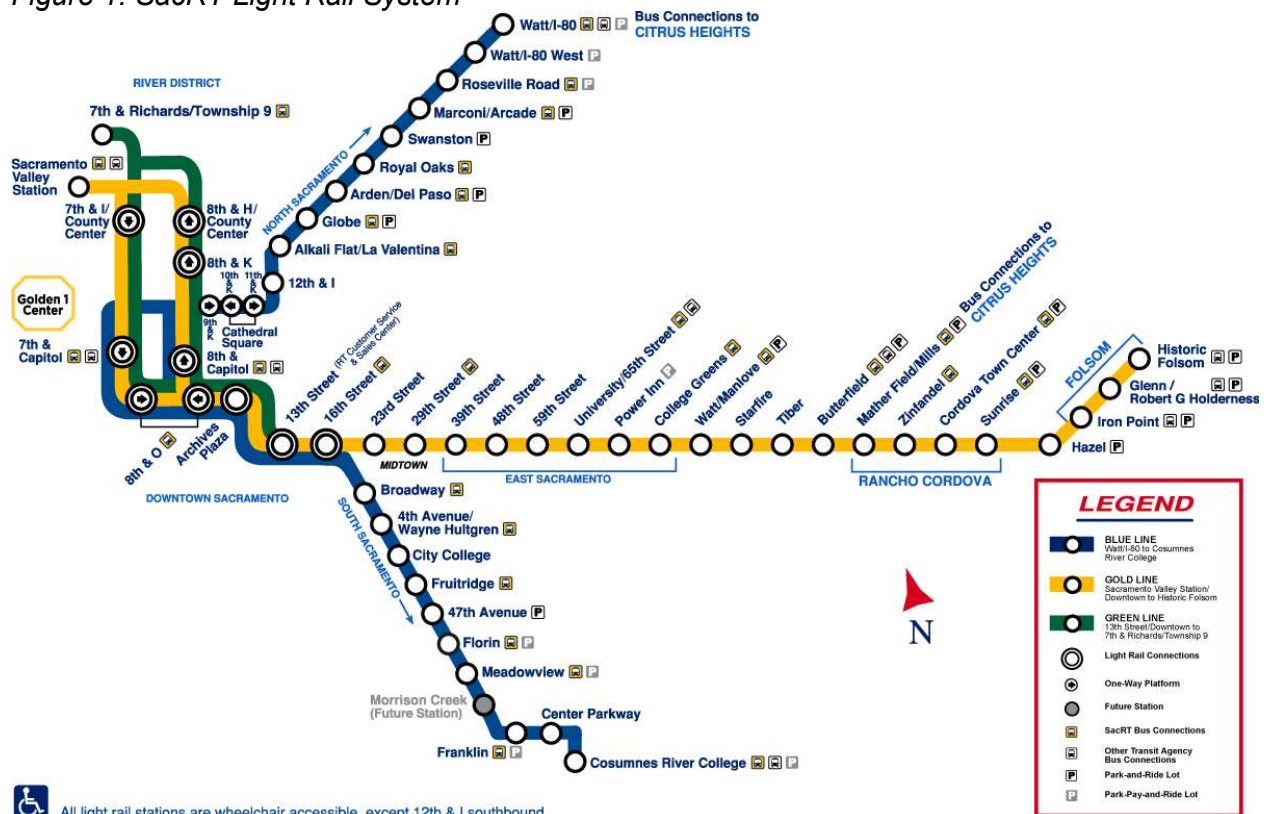 Figure 1: SacRT Light Rail System
Watt/I-80
Bus Connections to
CITRUS HEIGHTS
Watt/I-80 West
Roseville Road
Marconi/Arcade
Swanston
Royal Oaks
Arden/Del Paso
Globe
Alkali Flat/La Valentina
12th & I
NORTH SACRAMENTO
RIVER DISTRICT
7th & Richards/Township 9
Sacramento
Valley
Station
7th & I/
County
Center
8th & H/
County
Center
8th & K
10th & K
11th & K
9th & K
Cathedral
Square
Golden 1
Center
7th &
Capitol
8th &
Capitol
8th & O
Archives
Plaza
DOWNTOWN SACRAMENTO
13th Street (RT Customer Service
& Sales Center)
16th Street
23rd Street
29th Street
39th Street
48th Street
59th Street
University/65th Street
Power Inn
College Greens
Watt/Manlove
Starfire
Tiber
Butterfield
Mather Field/Mills
Bus Connections to
CITRUS HEIGHTS
Zinfandel
Cordova Town Center
Sunrise
Hazel
Iron Point
Glenn /
Robert G Holderness
Historic
Folsom
FOLSOM
MIDTOWN
EAST SACRAMENTO
RANCHO CORDOVA
Broadway
4th Avenue/
Wayne Hultgren
City College
Fruitridge
47th Avenue
Florin
Meadowview
Morrison Creek
(Future Station)
Franklin
Center Parkway
Cosumnes River College
SOUTH SACRAMENTO
N
LEGEND
BLUE LINE
Watt/I-80 to Cosumnes
River College
GOLD LINE
Sacramento Valley Station/
Downtown to Historic Folsom
GREEN LINE
13th Street/Downtown to
7th & Richards/Township 9
Light Rail Connections
One-Way Platform
Future Station
SacRT Bus Connections
Other Transit Agency
Bus Connections
P Park-and-Ride Lot
P Park-Pay-and-Ride Lot
All light rail stations are wheelchair accessible, except 12th & I southbound